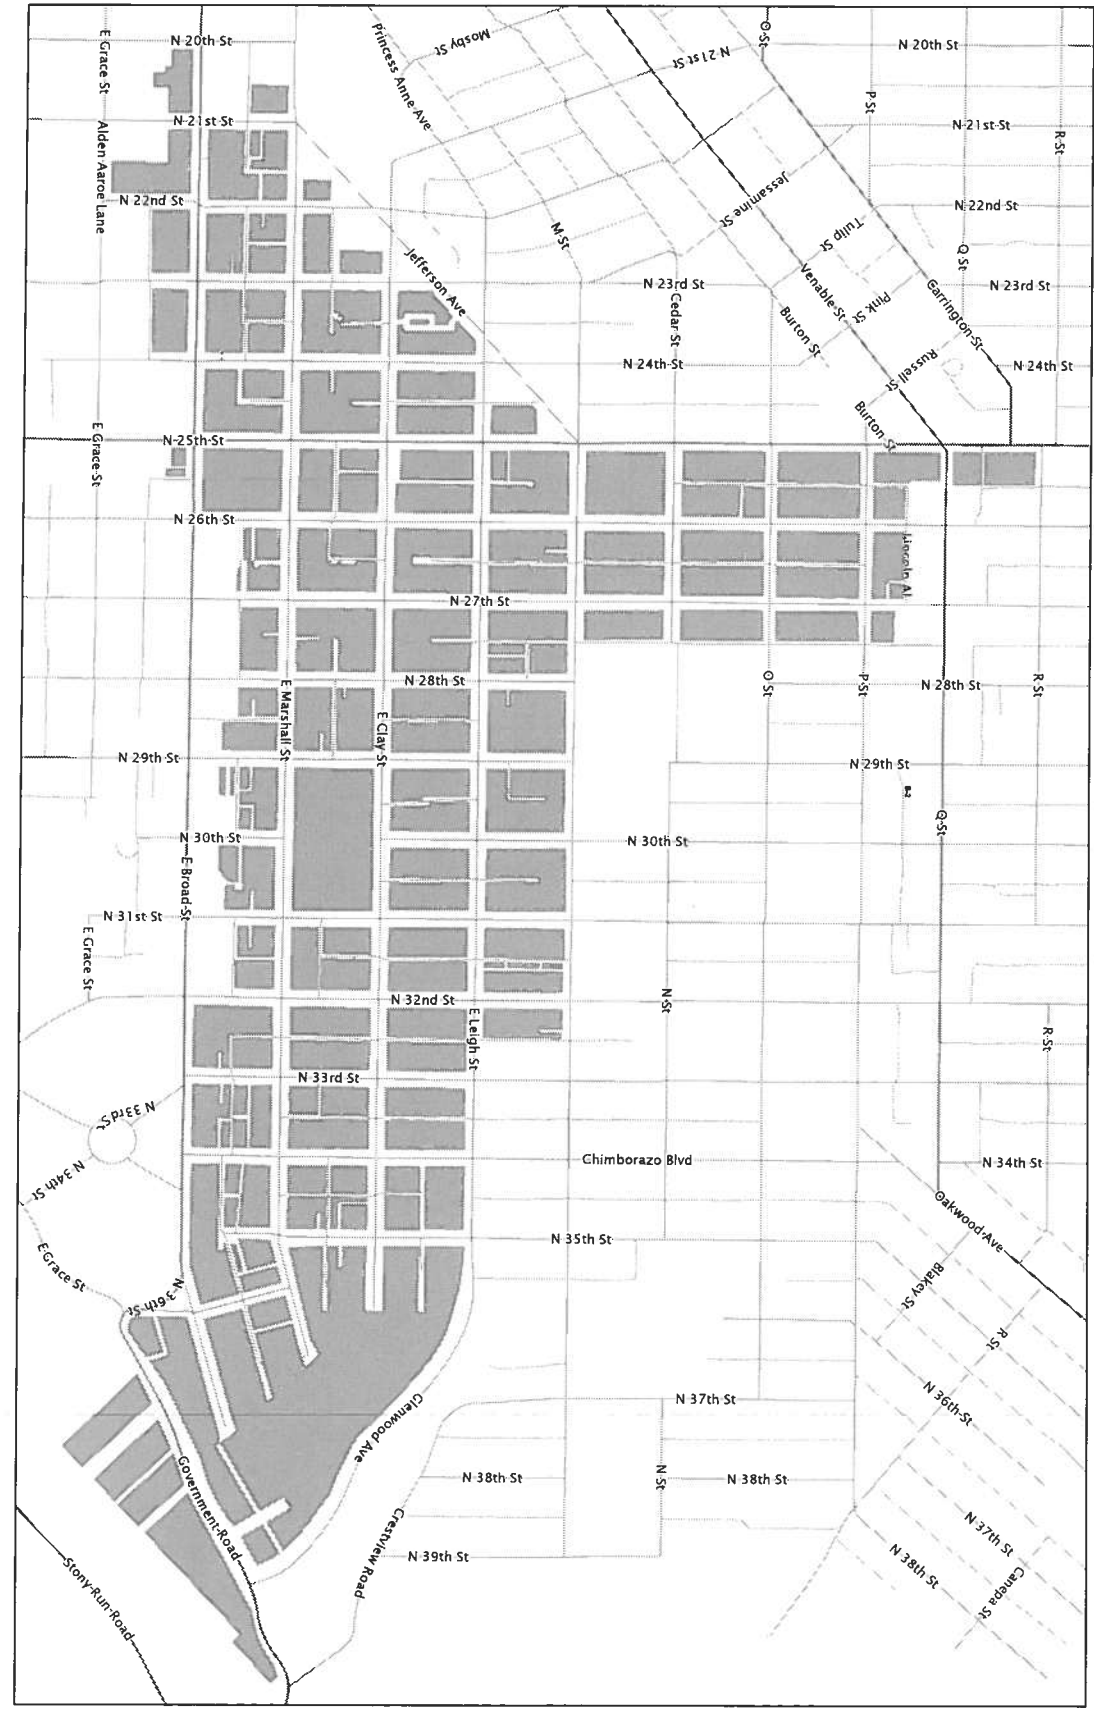 N 20th St
E Grace St
Princess Anne Ave
Mosby St
N 21st St
O St
N 20th St
P St
N 21st St
R St
N 21st St
Alden Aaroe Lane
N 22nd St
Jessamine St
Tulip St
N 22nd St
M St
Q St
Jefferson Ave
N 23rd St
Cedar St
Venable St
Pink St
Carrington St
N 23rd St
Burton St
N 24th St
Russell St
N 24th St
Burton St
E Grace St
N 25th St
N 26th St
Lincoln Al
N 27th St
N 28th St
E Marshall St
E Clay St
O St
P St
N 28th St
R St
N 29th St
N 29th St
B-2
Q St
N 30th St
N 30th St
E Broad St
N 31st St
E Grace St
N 32nd St
N St
E Leigh St
R St
N 33rd St
N 33rd St
Chimborazo Blvd
N 34th St
N 34th St
Oakwood Ave
N 35th St
E Grace St
N 36th St
Blakey St
R St
N 36th St
N 37th St
Glenwood Ave
Government Road
N 38th St
N St
N 38th St
Crestview Road
N 37th St
N 39th St
N 38th St
Canepa St
Stony Run Road